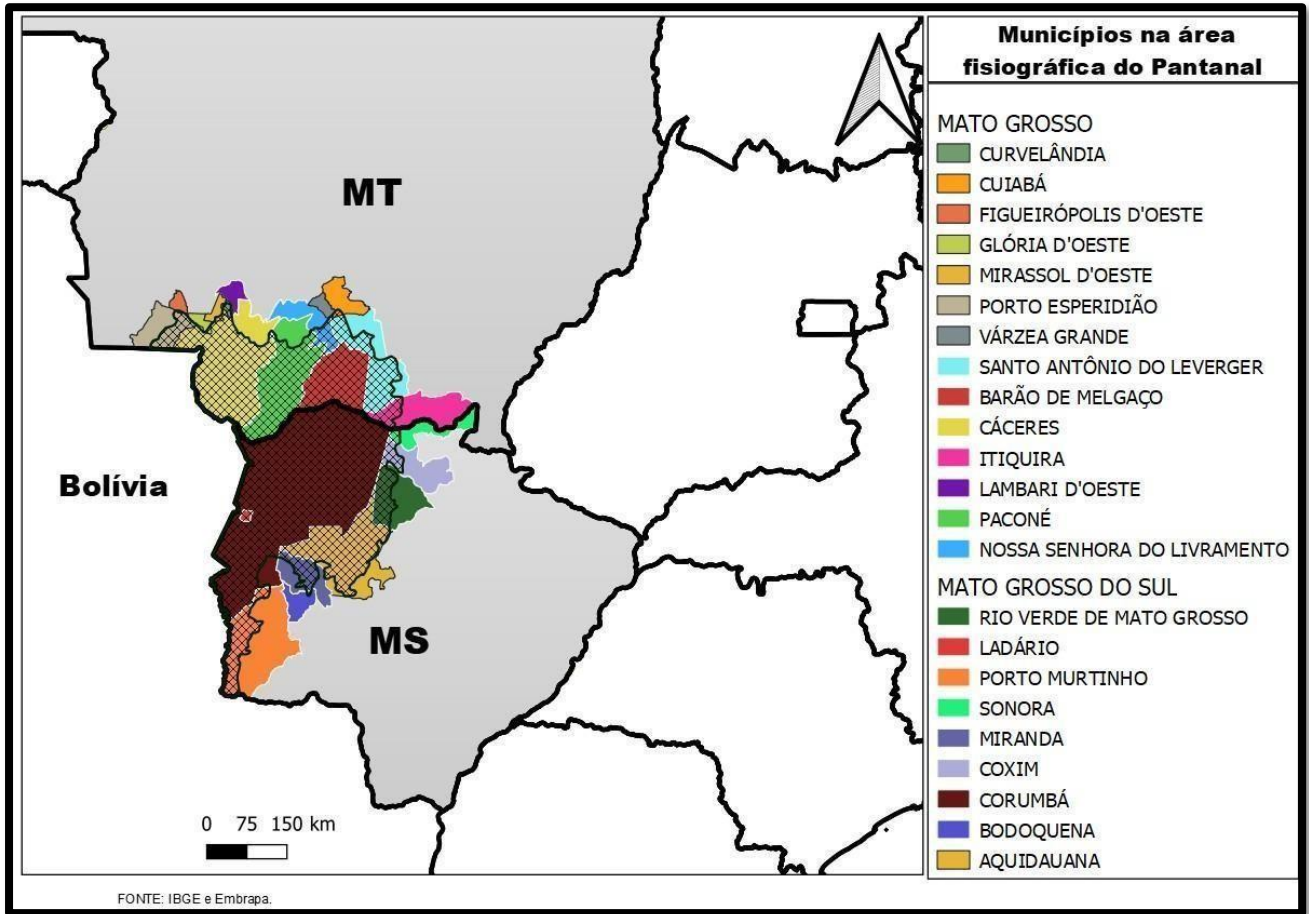 Municípios na área
fisiográfica do Pantanal
MATO GROSSO
CURVELÂNDIA
CUIABÁ
FIGUEIRÓPOLIS D'OESTE
GLÓRIA D'OESTE
MIRASSOL D'OESTE
PORTO ESPERIDIÃO
VÁRZEA GRANDE
SANTO ANTÔNIO DO LEVERGER
BARÃO DE MELGAÇO
CÁCERES
ITIQUIRA
LAMBARI D'OESTE
PACONÉ
NOSSA SENHORA DO LIVRAMENTO
MATO GROSSO DO SUL
RIO VERDE DE MATO GROSSO
LADÁRIO
PORTO MURTINHO
SONORA
MIRANDA
COXIM
CORUMBÁ
BODOQUENA
AQUIDAUANA
MT
Bolívia
MS
0 75 150 km
FONTE: IBGE e Embrapa.